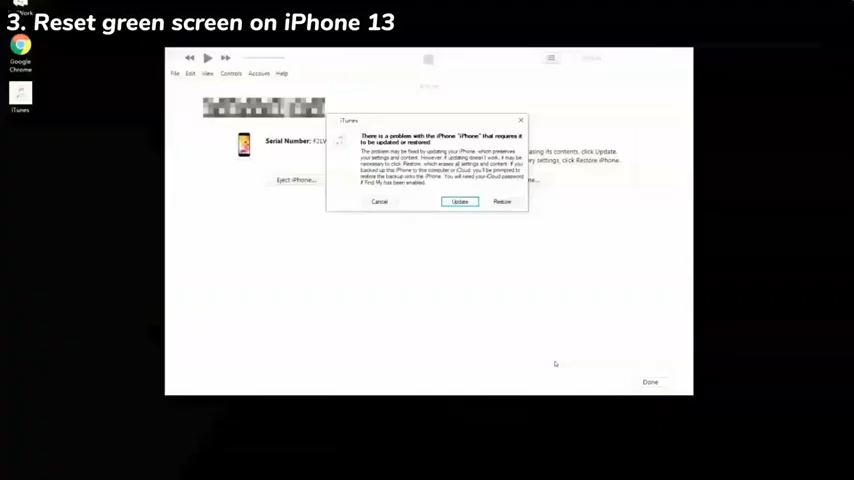 3. Reset green screen on iPhone 13
Google
Chrome
iTunes
File Edit View Controls Account Help
iTunes
There is a problem with the iPhone "iPhone" that requires it
to be updated or restored.
The problem may be fixed by updating your iPhone, which preserves
your settings and content. However, if updating doesn't work, it may be
necessary to click Restore, which erases all settings and content. If you
backed up this iPhone to this computer or iCloud, you'll be prompted to
restore the backup onto the iPhone. You will need your iCloud password
if Find My has been enabled.
Cancel
Update
Restore
Serial Number: F2LV
asing its contents, click Update.
ary settings, click Restore iPhone.
Eject iPhone...
Done